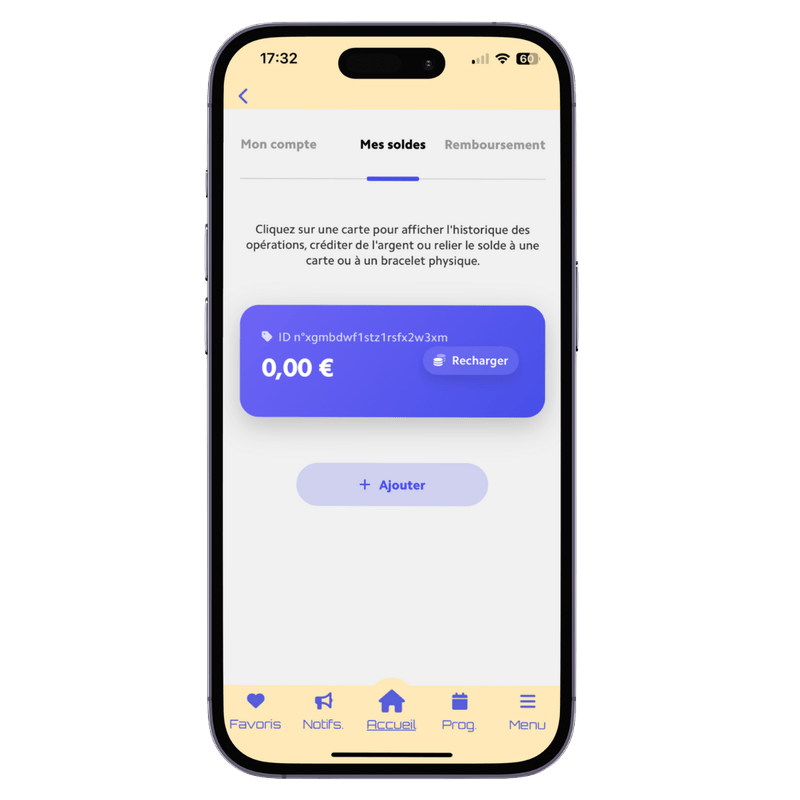 17:32
60
Mon compte
Mes soldes
Remboursement
Cliquez sur une carte pour afficher l'historique des
opérations, créditer de l'argent ou relier le solde à une
carte ou à un bracelet physique.
ID n°xgmbdwf1stz1rsfx2w3xm
0,00 €
Recharger
+ Ajouter
Favoris
Notifs.
Accueil
Prog.
Menu